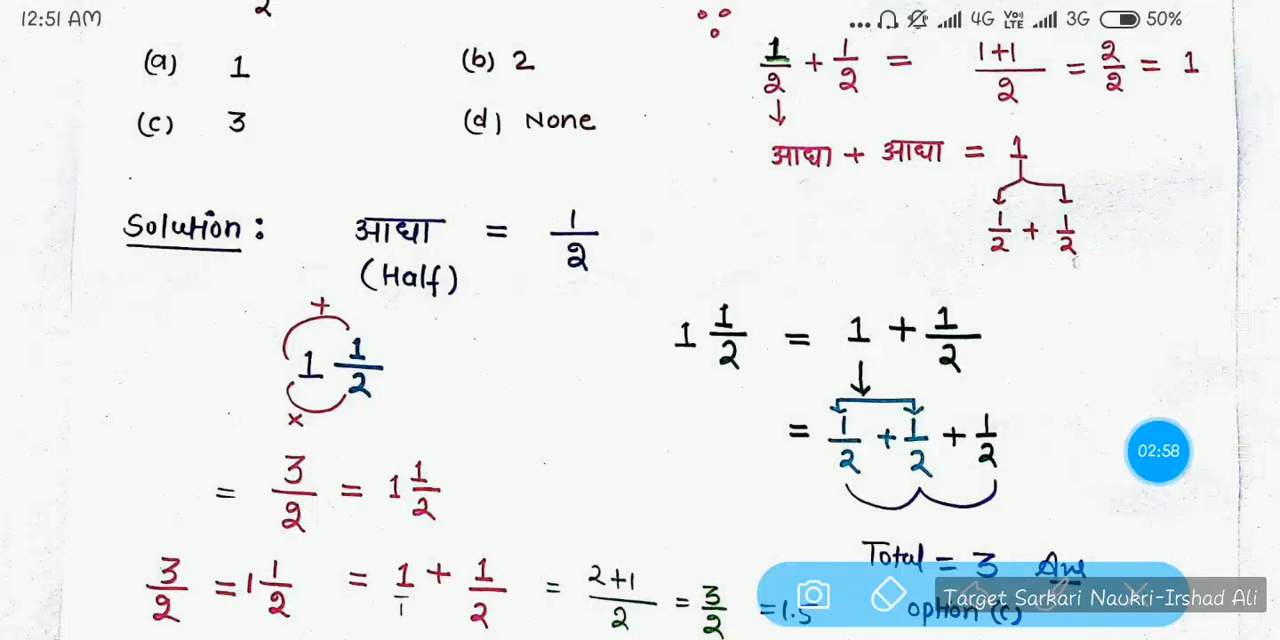 12:51 AM
... 4G VoLTE 3G 50%
2
(a) 1 (b) 2
(c) 3 (d) None
1/2 + 1/2 = 1+1/2 = 2/2 = 1
आधा + आधा = 1
1/2 + 1/2
Solution : आधा = 1/2
(Half)
+
1 1/2
×
= 3/2 = 1 1/2
3/2 = 1 1/2 = 1/1 + 1/2 = 2+1/2 = 3/2 = 1.5
1 1/2 = 1 + 1/2
= 1/2 + 1/2 + 1/2
02:58
Total = 3 Ans
option (c)
Target Sarkari Naukri-Irshad Ali